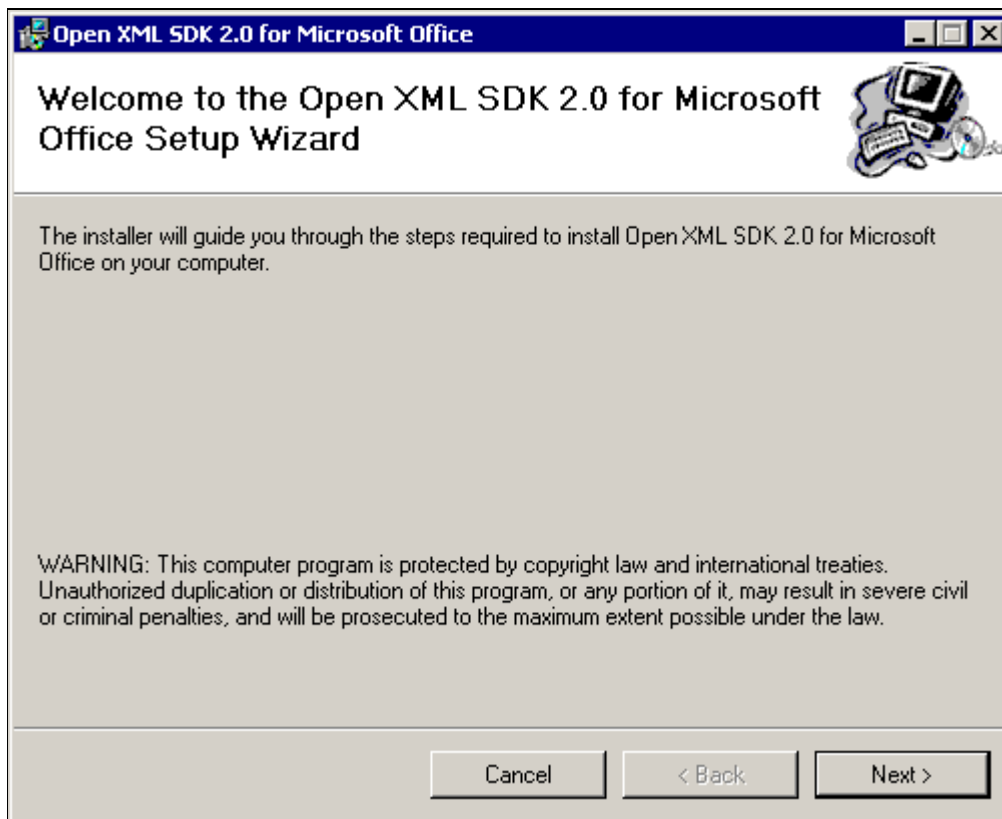 Open XML SDK 2.0 for Microsoft Office
Welcome to the Open XML SDK 2.0 for Microsoft
Office Setup Wizard
The installer will guide you through the steps required to install Open XML SDK 2.0 for Microsoft
Office on your computer.
WARNING: This computer program is protected by copyright law and international treaties.
Unauthorized duplication or distribution of this program, or any portion of it, may result in severe civil
or criminal penalties, and will be prosecuted to the maximum extent possible under the law.
Cancel
< Back
Next >